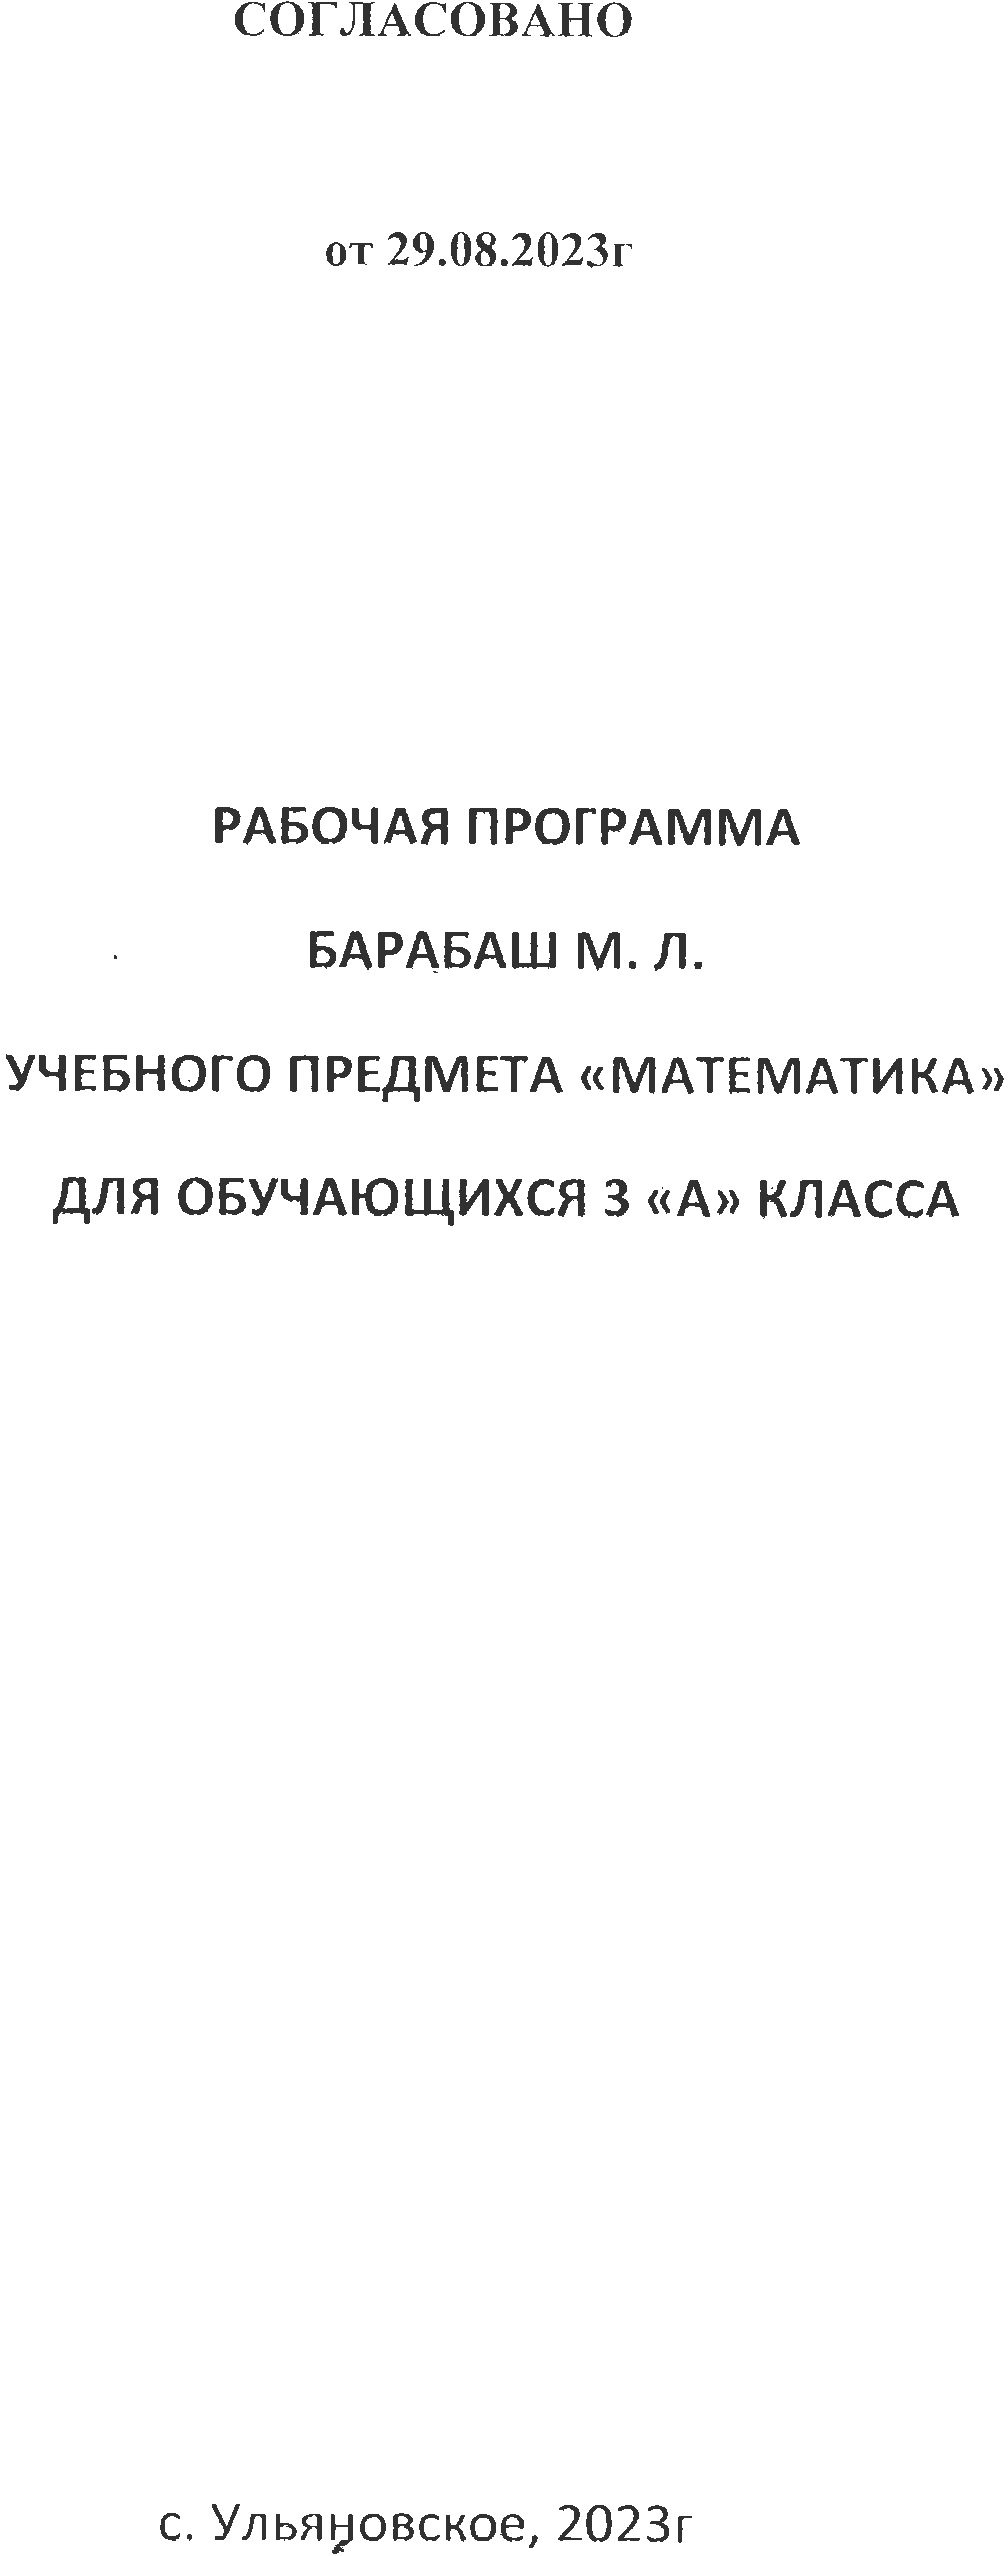 СОГЛАСОВАНО
от 29.08.2023г
РАБОЧАЯ ПРОГРАММА
БАРАБАШ М. Л.
УЧЕБНОГО ПРЕДМЕТА «МАТЕМАТИКА»
ДЛЯ ОБУЧАЮЩИХСЯ 3 «А» КЛАССА
с. Ульяновское, 2023г